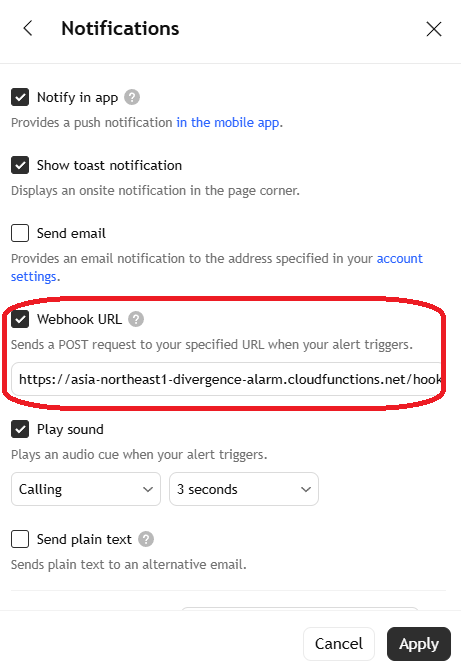 Notifications
Notify in app ?
Provides a push notification in the mobile app.
Show toast notification
Displays an onsite notification in the page corner.
Send email
Provides an email notification to the address specified in your account
settings.
Webhook URL ?
Sends a POST request to your specified URL when your alert triggers.
https://asia-northeast1-divergence-alarm.cloudfunctions.net/hook
Play sound
Plays an audio cue when your alert triggers.
Calling 3 seconds
Send plain text ?
Sends plain text to an alternative email.
Cancel Apply